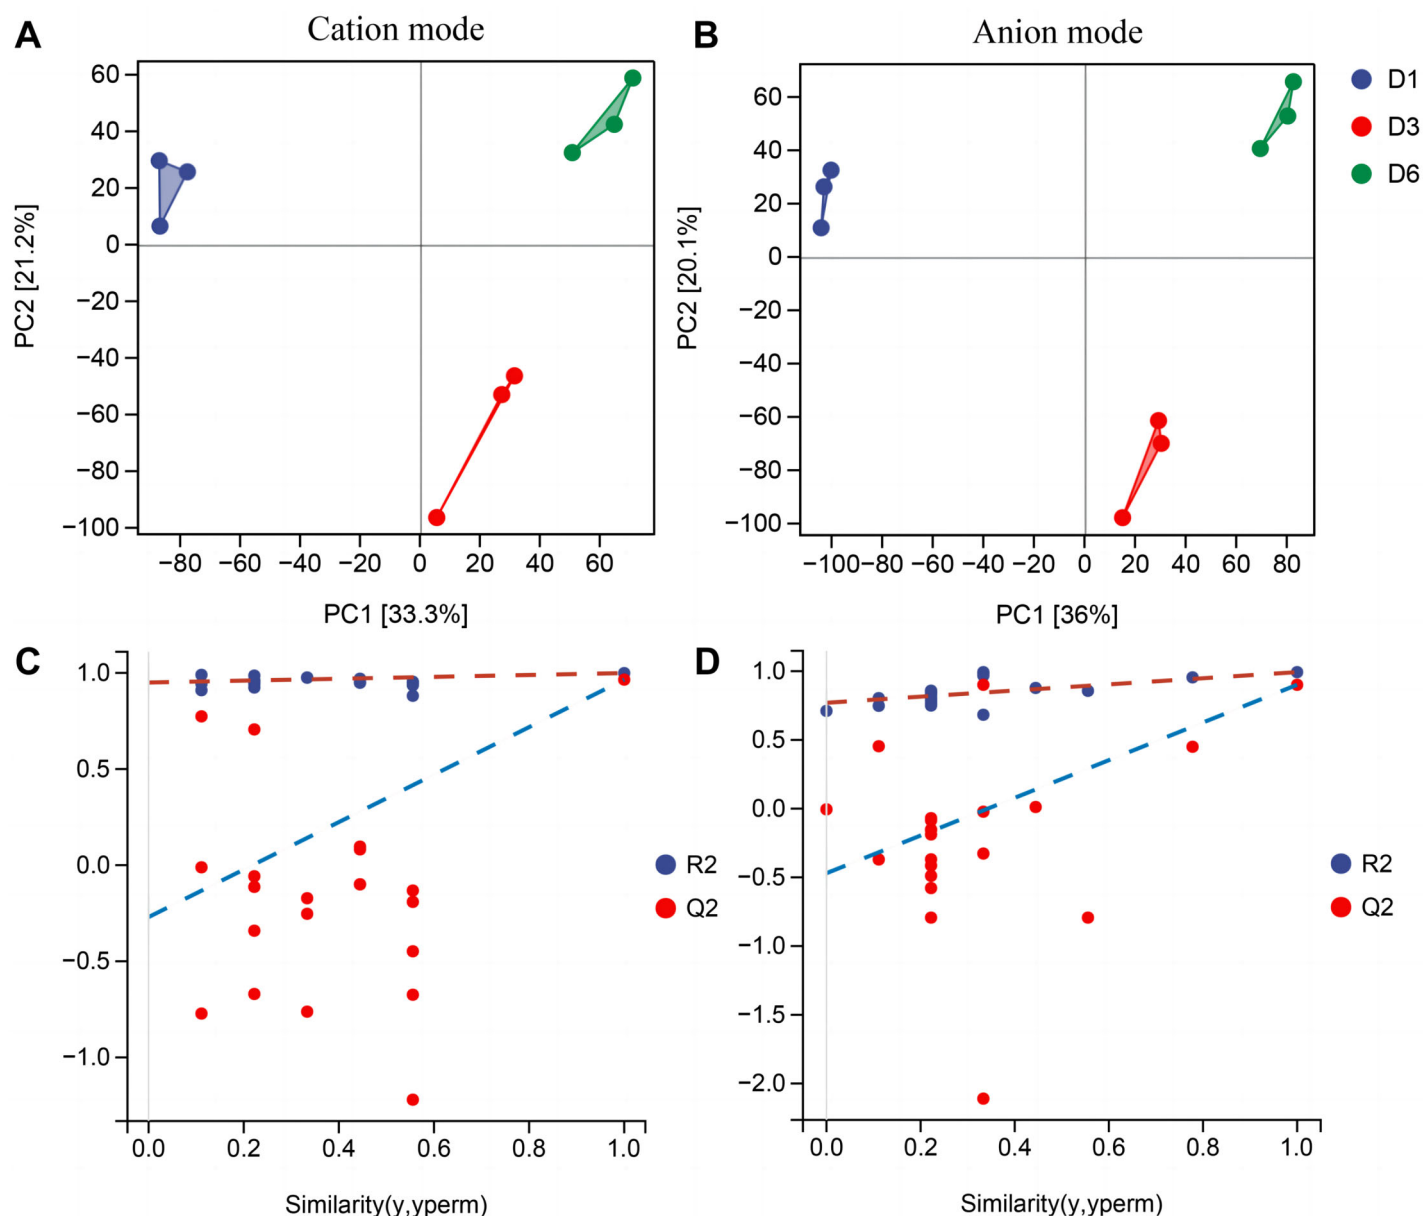 A
Cation mode
60
40
20
0
−20
−40
−60
−80
−100
PC2 [21.2%]
−80 −60 −40 −20 0 20 40 60
PC1 [33.3%]
B
Anion mode
60
40
20
0
−20
−40
−60
−80
−100
PC2 [20.1%]
−100 −80 −60 −40 −20 0 20 40 60 80
PC1 [36%]
D1
D3
D6
C
1.0
0.5
0.0
−0.5
−1.0
0.0 0.2 0.4 0.6 0.8 1.0
Similarity(y,yperm)
R2
Q2
D
1.0
0.5
0.0
−0.5
−1.0
−1.5
−2.0
0.0 0.2 0.4 0.6 0.8 1.0
Similarity(y,yperm)
R2
Q2